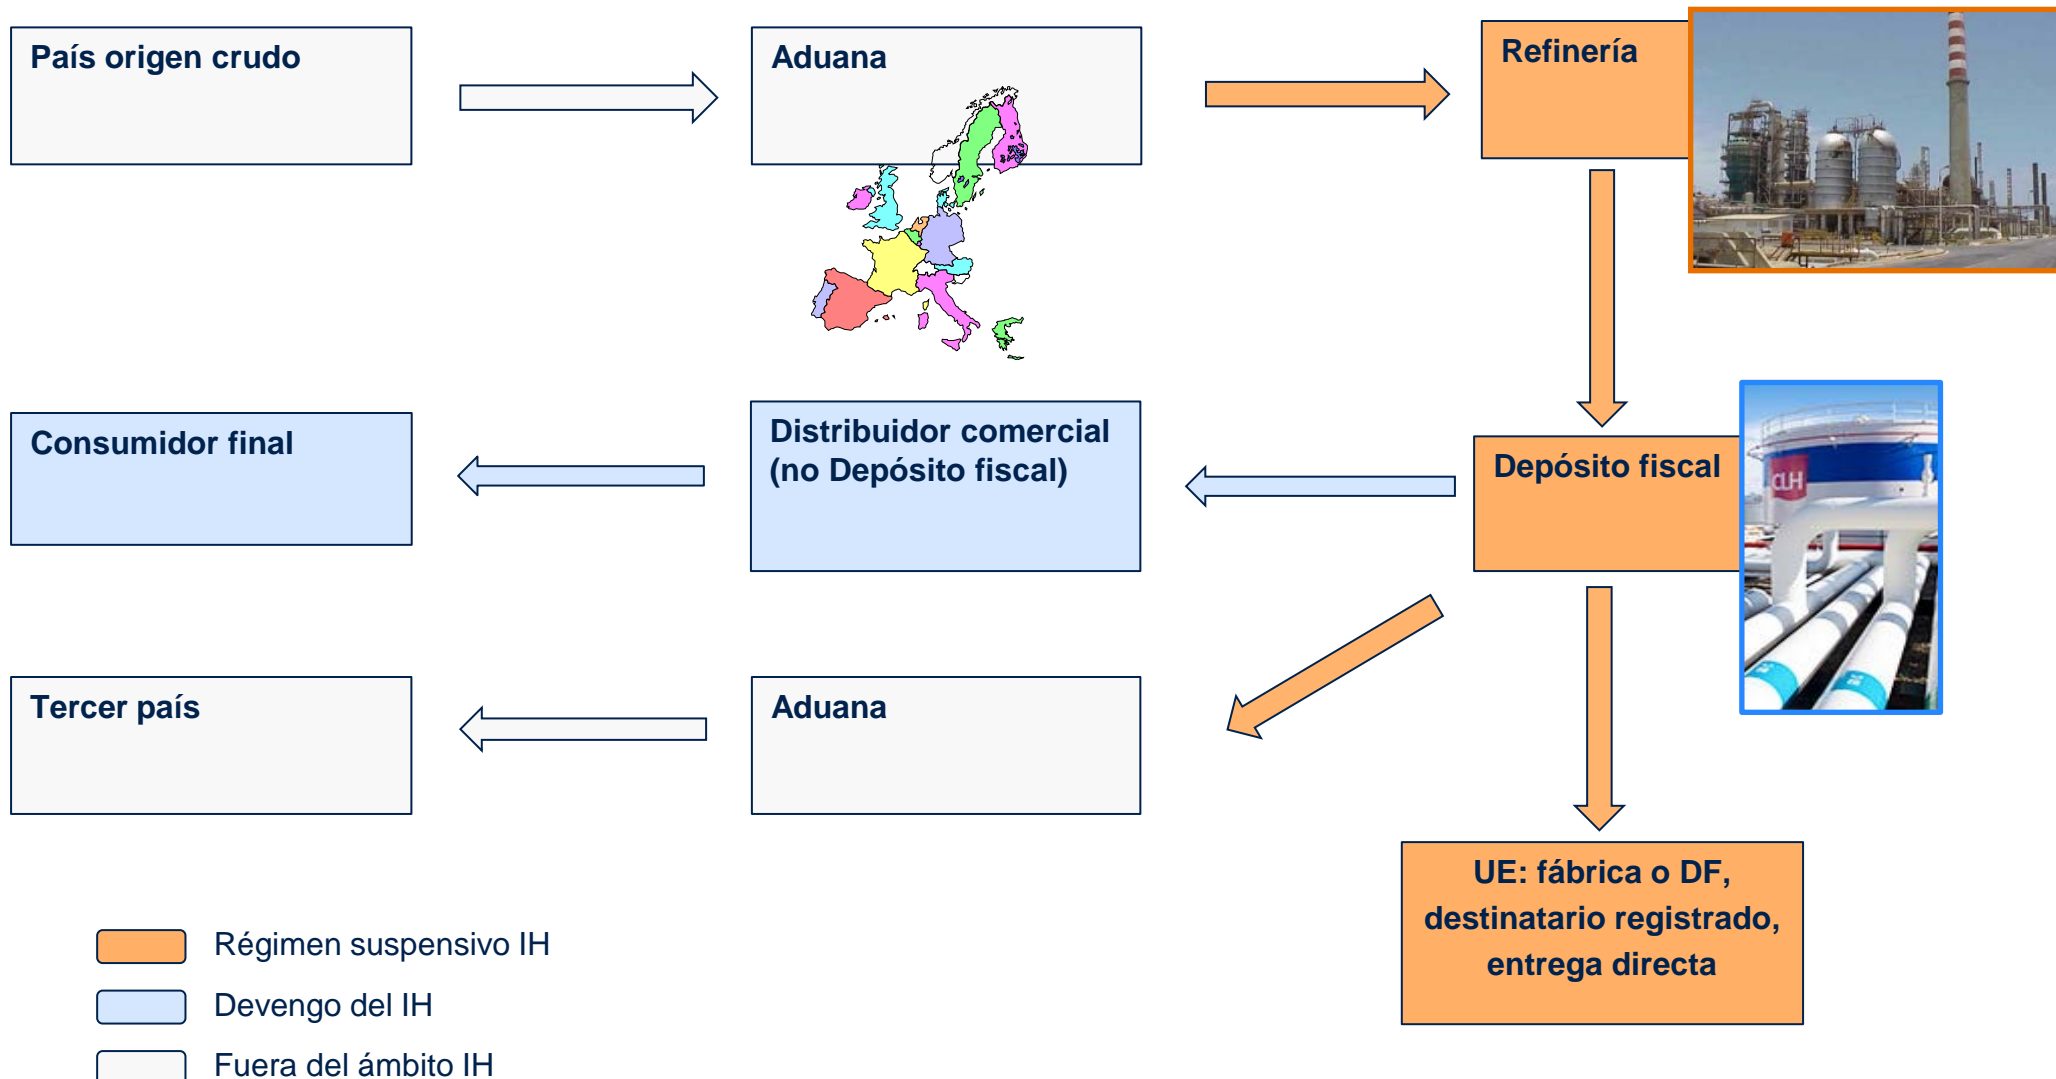 País origen crudo
Aduana
Refinería
Consumidor final
Distribuidor comercial
(no Depósito fiscal)
Depósito fiscal
CLH
Tercer país
Aduana
UE: fábrica o DF,
destinatario registrado,
entrega directa
Régimen suspensivo IH
Devengo del IH
Fuera del ámbito IH